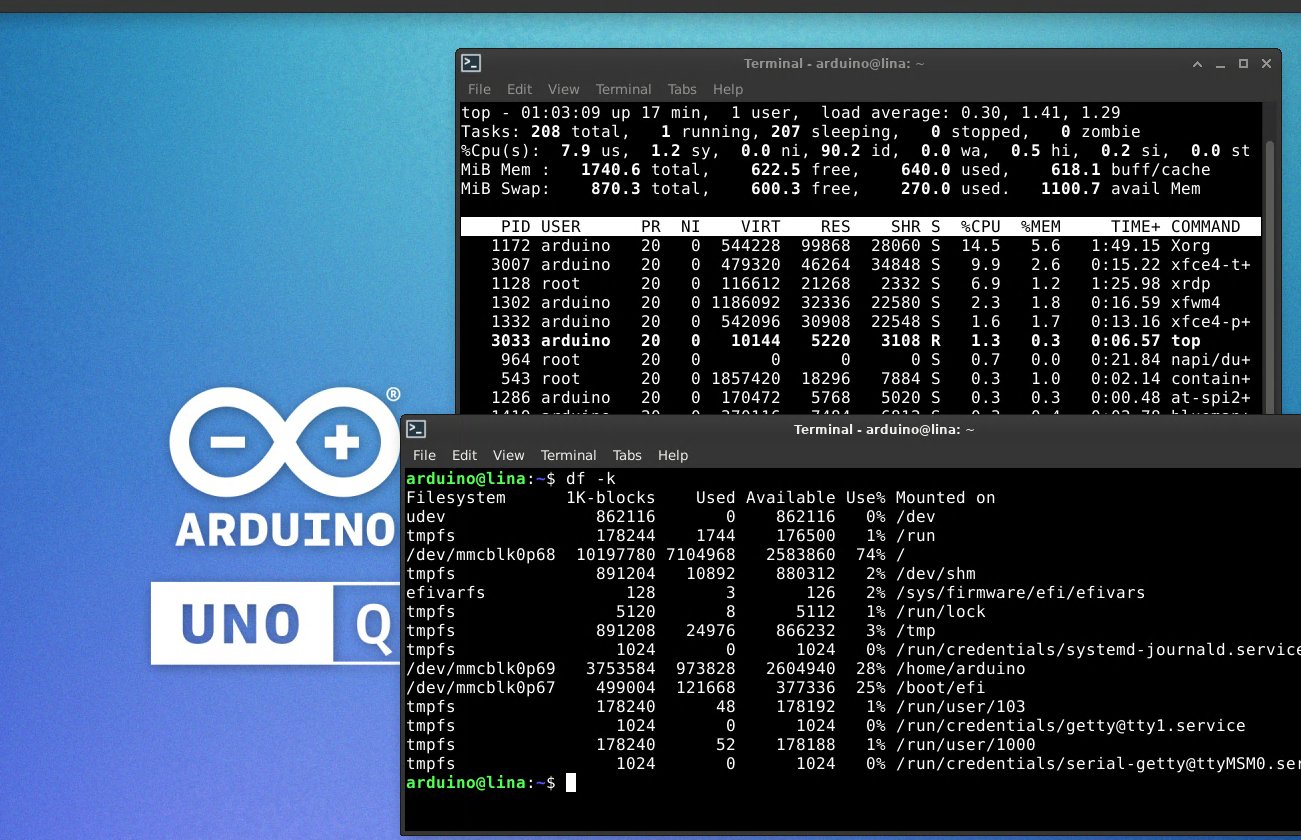 Terminal - arduino@lina: ~
File Edit View Terminal Tabs Help
top - 01:03:09 up 17 min,  1 user,  load average: 0.30, 1.41, 1.29
Tasks: 208 total,   1 running, 207 sleeping,   0 stopped,   0 zombie
%Cpu(s):  7.9 us,  1.2 sy,  0.0 ni, 90.2 id,  0.0 wa,  0.5 hi,  0.2 si,  0.0 st
MiB Mem :   1740.6 total,    622.5 free,    640.0 used,    618.1 buff/cache
MiB Swap:    870.3 total,    600.3 free,    270.0 used.   1100.7 avail Mem
PID USER      PR  NI    VIRT    RES    SHR S  %CPU  %MEM     TIME+ COMMAND
1172 arduino   20   0  544228  99868  28060 S  14.5   5.6   1:49.15 Xorg
3007 arduino   20   0  479320  46264  34848 S   9.9   2.6   0:15.22 xfce4-t+
1128 root      20   0  116612  21268   2332 S   6.9   1.2   1:25.98 xrdp
1302 arduino   20   0 1186092  32336  22580 S   2.3   1.8   0:16.59 xfwm4
1332 arduino   20   0  542096  30908  22548 S   1.6   1.7   0:13.16 xfce4-p+
3033 arduino   20   0   10144   5220   3108 R   1.3   0.3   0:06.57 top
964 root      20   0       0      0      0 S   0.7   0.0   0:21.84 napi/du+
543 root      20   0 1857420  18296   7884 S   0.3   1.0   0:02.14 contain+
1286 arduino   20   0  170472   5768   5020 S   0.3   0.3   0:00.48 at-spi2+
ARDUINO®
UNO Q
Terminal - arduino@lina: ~
File Edit View Terminal Tabs Help
arduino@lina:~$ df -k
Filesystem      1K-blocks    Used Available Use% Mounted on
udev               862116       0    862116   0% /dev
tmpfs              178244    1744    176500   1% /run
/dev/mmcblk0p68  10197780 7104968   2583860  74% /
tmpfs              891204   10892    880312   2% /dev/shm
efivarfs              128       3       126   2% /sys/firmware/efi/efivars
tmpfs                5120       8      5112   1% /run/lock
tmpfs              891208   24976    866232   3% /tmp
tmpfs                1024       0      1024   0% /run/credentials/systemd-journald.service
/dev/mmcblk0p69   3753584  973828   2604940  28% /home/arduino
/dev/mmcblk0p67    499004  121668    377336  25% /boot/efi
tmpfs              178240      48    178192   1% /run/user/103
tmpfs                1024       0      1024   0% /run/credentials/getty@tty1.service
tmpfs              178240      52    178188   1% /run/user/1000
tmpfs                1024       0      1024   0% /run/credentials/serial-getty@ttyMSM0.ser
arduino@lina:~$